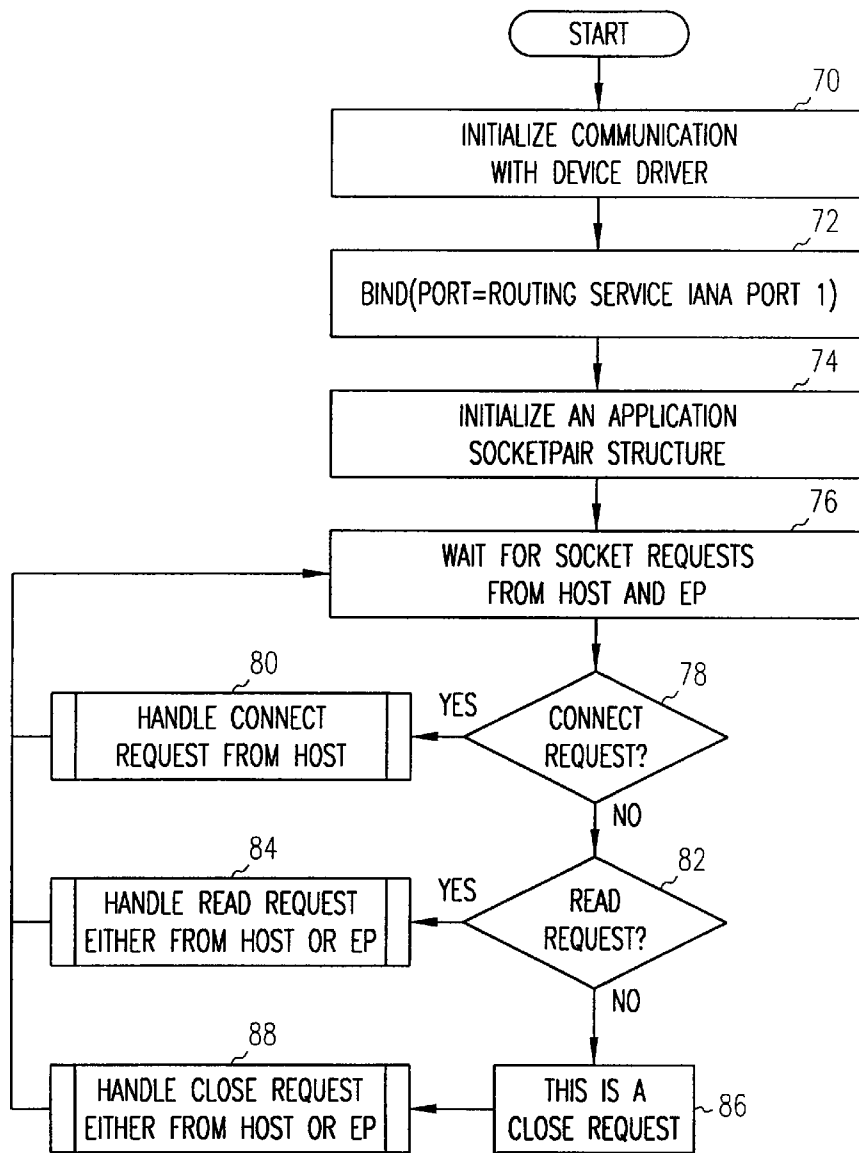 START
70
INITIALIZE COMMUNICATION
WITH DEVICE DRIVER
72
BIND(PORT=ROUTING SERVICE IANA PORT 1)
74
INITIALIZE AN APPLICATION
SOCKETPAIR STRUCTURE
76
WAIT FOR SOCKET REQUESTS
FROM HOST AND EP
78
CONNECT
REQUEST?
YES
80
HANDLE CONNECT
REQUEST FROM HOST
NO
82
READ
REQUEST?
YES
84
HANDLE READ REQUEST
EITHER FROM HOST OR EP
NO
THIS IS A
CLOSE REQUEST
86
88
HANDLE CLOSE REQUEST
EITHER FROM HOST OR EP